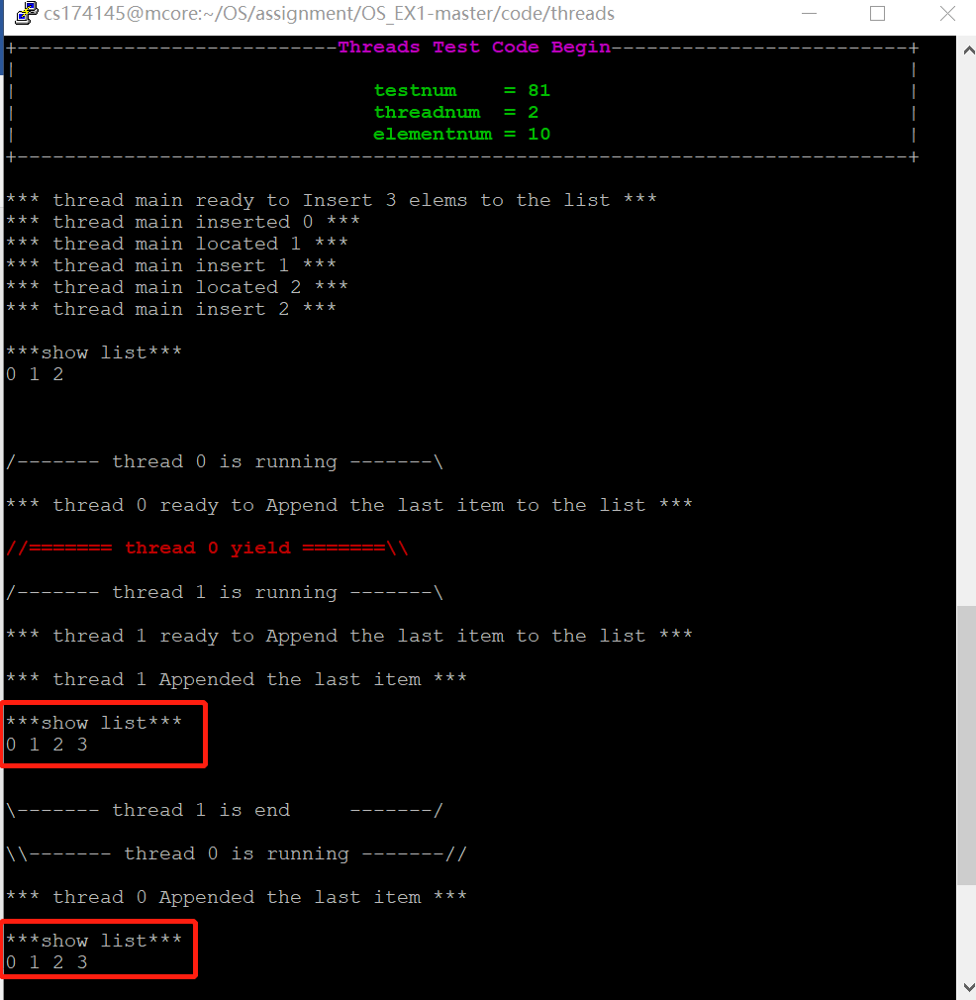 cs174145@mcore:~/OS/assignment/OS_EX1-master/code/threads
+---------------------------Threads Test Code Begin-------------------------+
|                                                                           |
|                              testnum    = 81                              |
|                              threadnum  = 2                               |
|                              elementnum = 10                              |
+---------------------------------------------------------------------------+
*** thread main ready to Insert 3 elems to the list ***
*** thread main inserted 0 ***
*** thread main located 1 ***
*** thread main insert 1 ***
*** thread main located 2 ***
*** thread main insert 2 ***
***show list***
0 1 2
/------- thread 0 is running -------\
*** thread 0 ready to Append the last item to the list ***
//======= thread 0 yield =======\\
/------- thread 1 is running -------\
*** thread 1 ready to Append the last item to the list ***
*** thread 1 Appended the last item ***
***show list***
0 1 2 3
\------- thread 1 is end     -------/
\\------- thread 0 is running -------//
*** thread 0 Appended the last item ***
***show list***
0 1 2 3